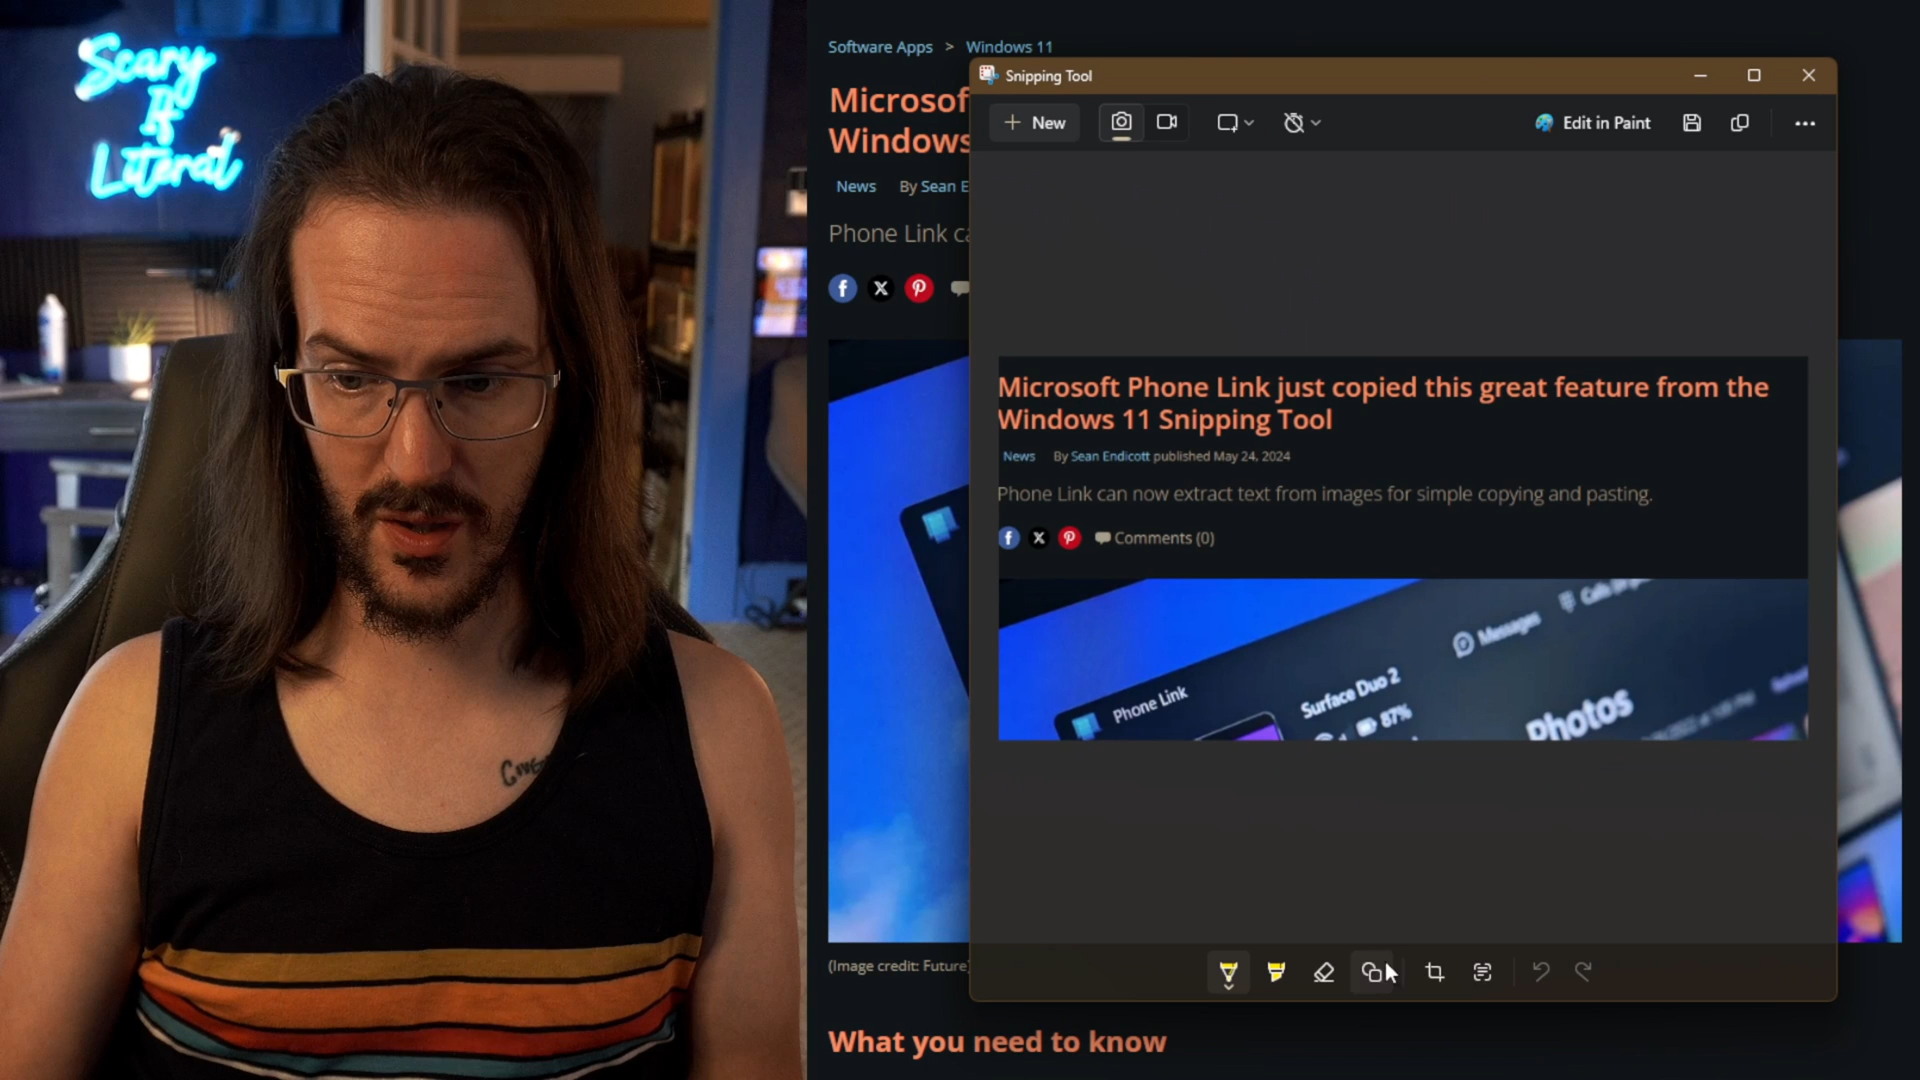 Scary
Is
Literal
Software Apps > Windows 11
Microsof
Windows
News By Sean E
Phone Link ca
Snipping Tool
New
Edit in Paint
Microsoft Phone Link just copied this great feature from the
Windows 11 Snipping Tool
News By Sean Endicott published May 24, 2024
Phone Link can now extract text from images for simple copying and pasting.
Comments (0)
Messages
Phone Link
Surface Duo 2
87%
Photos
(Image credit: Future)
What you need to know